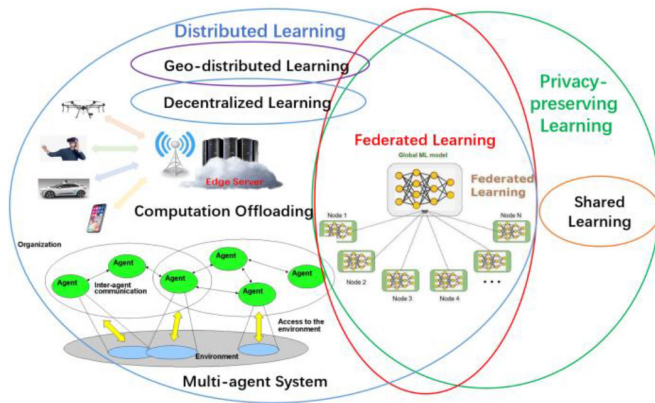 Distributed Learning
Geo-distributed Learning
Decentralized Learning
Edge Server
Computation Offloading
Organization
Agent
Agent
Agent
Agent
Agent
Agent
Inter-agent
communication
Access to the
environment
Environment
Multi-agent System
Federated Learning
Global ML model
Federated
Learning
Node 1
Node N
Node 2
Node 3
Node 4
Privacy-
preserving
Learning
Shared
Learning